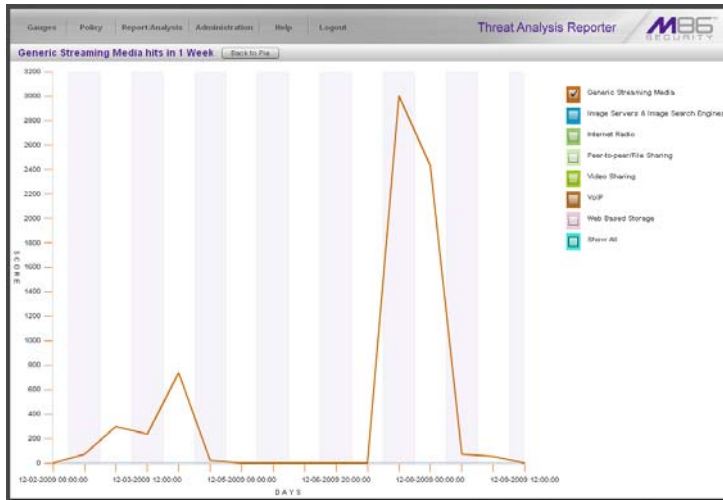 Gauges Policy Report/Analysis Administration Help Logout
Threat Analysis Reporter
M86 SECURITY
Generic Streaming Media hits in 1 Week Back to Pie
3200
3000
2800
2600
2400
2200
2000
1800
1600
1400
1200
1000
800
600
400
200
0
SCORE
12-02-2009 00:00:00 12-03-2009 12:00:00 12-05-2009 00:00:00 12-06-2009 20:00:00 12-08-2009 00:00:00 12-09-2009 12:00:00
DAYS
Generic Streaming Media
Image Servers & Image Search Engines
Internet Radio
Peer-to-peer/File Sharing
Video Sharing
VoIP
Web Based Storage
Show All